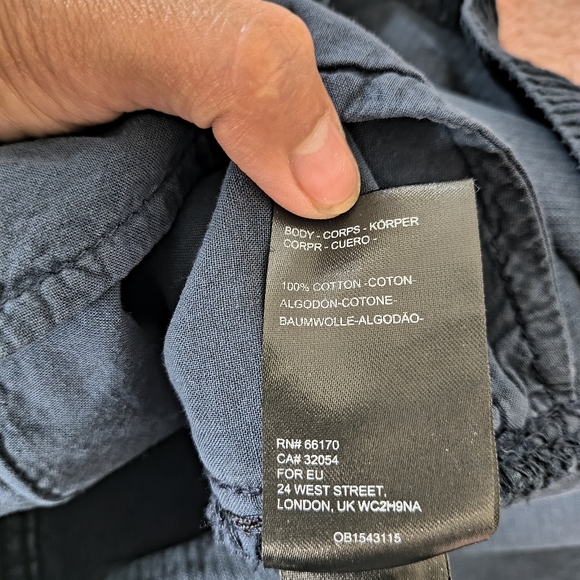 BODY - CORPS - KÖRPER
CORPR - CUERO -
100% COTTON -COTON-
ALGODÓN-COTONE-
BAUMWOLLE-ALGODÃO-
RN# 66170
CA# 32054
FOR EU
24 WEST STREET,
LONDON, UK WC2H9NA
OB1543115